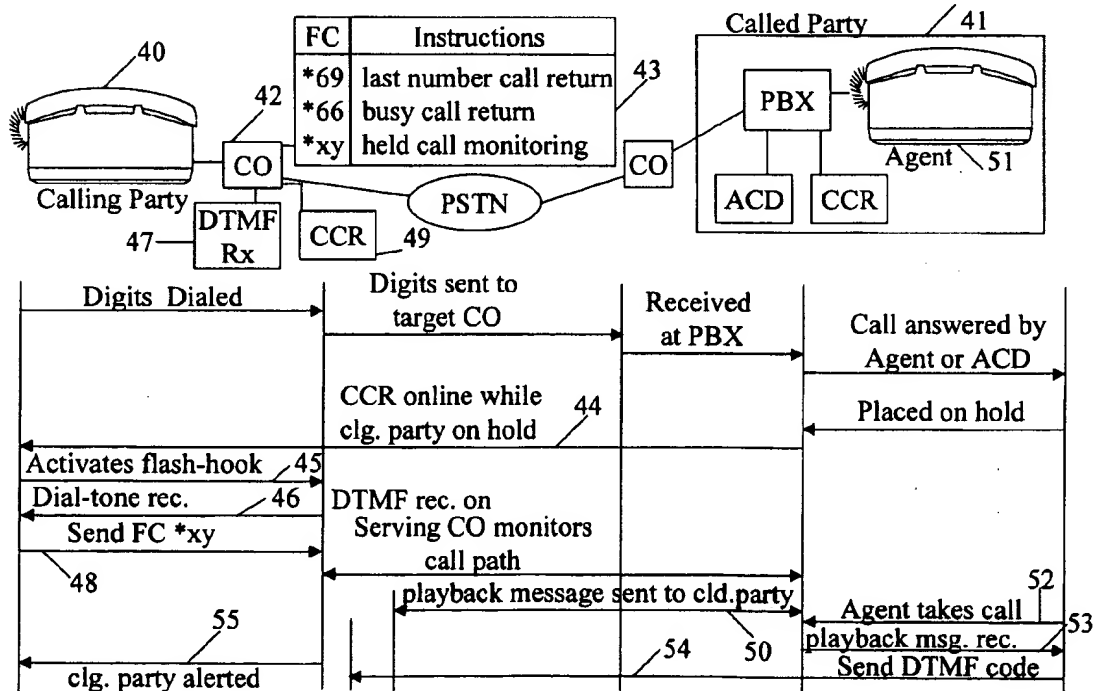 FC Instructions
*69 last number call return
*66 busy call return
*xy held call monitoring
40
42
43
Called Party
41
PBX
Agent
51
ACD
CCR
CO
CO
PSTN
Calling Party
DTMF
Rx
47
CCR
49
Digits Dialed
Digits sent to
target CO
Received
at PBX
Call answered by
Agent or ACD
CCR online while
clg. party on hold
44
Placed on hold
Activates flash-hook
45
Dial-tone rec.
46
DTMF rec. on
Send FC *xy
48
Serving CO monitors
call path
playback message sent to cld.party
50
Agent takes call
52
playback msg. rec.
53
55
54
Send DTMF code
clg. party alerted